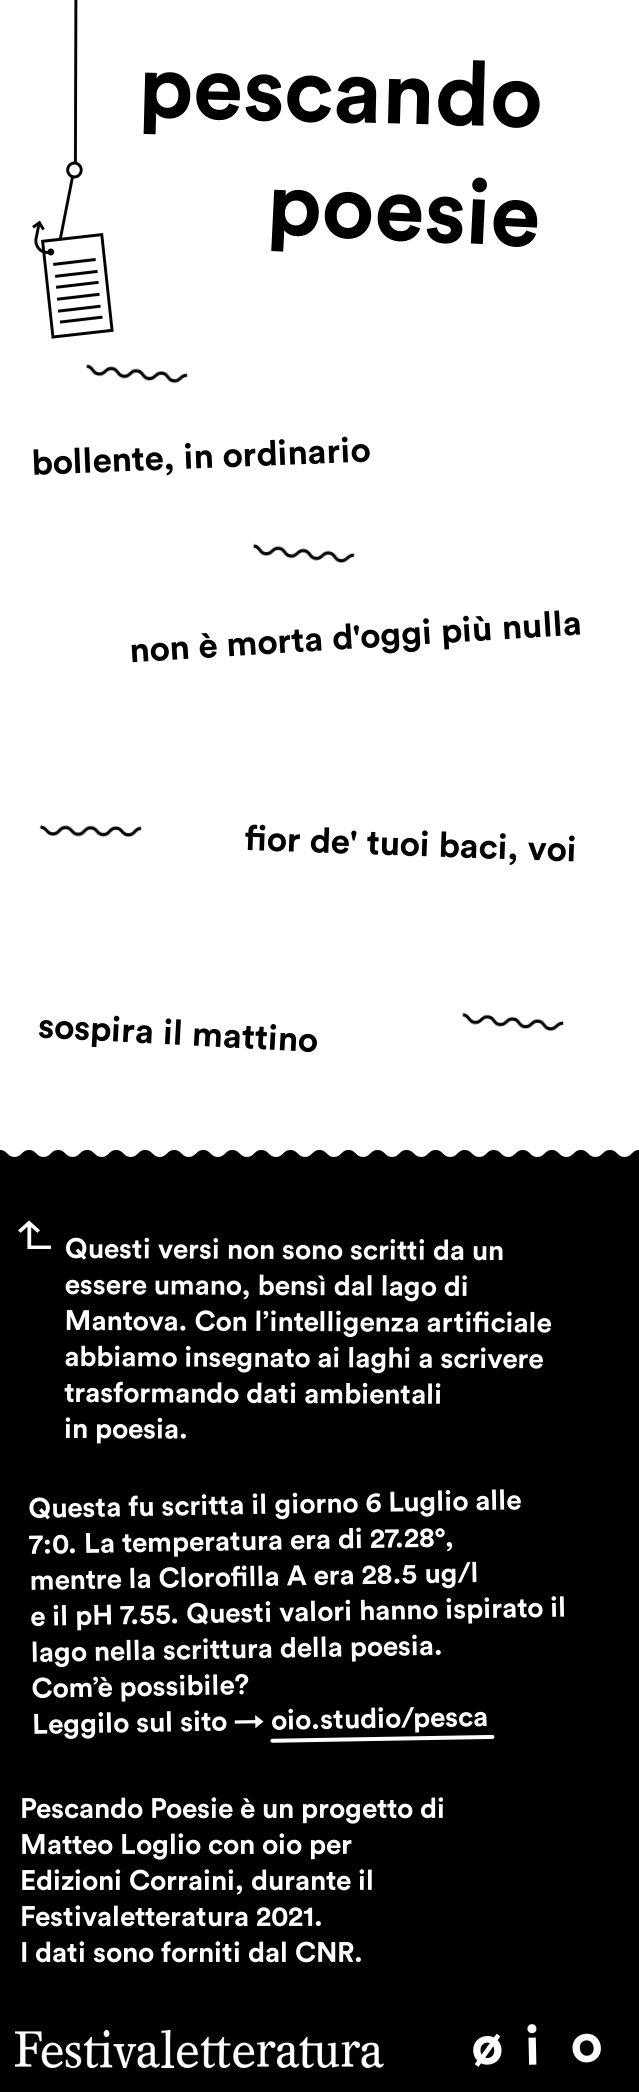 pescando
poesie
bollente, in ordinario
non è morta d'oggi più nulla
fior de' tuoi baci, voi
sospira il mattino
Questi versi non sono scritti da un
essere umano, bensì dal lago di
Mantova. Con l’intelligenza artificiale
abbiamo insegnato ai laghi a scrivere
trasformando dati ambientali
in poesia.
Questa fu scritta il giorno 6 Luglio alle
7:0. La temperatura era di 27.28°,
mentre la Clorofilla A era 28.5 ug/l
e il pH 7.55. Questi valori hanno ispirato il
lago nella scrittura della poesia.
Com’è possibile?
Leggilo sul sito → oio.studio/pesca
Pescando Poesie è un progetto di
Matteo Loglio con oio per
Edizioni Corraini, durante il
Festivaletteratura 2021.
I dati sono forniti dal CNR.
Festivaletteratura ø i o